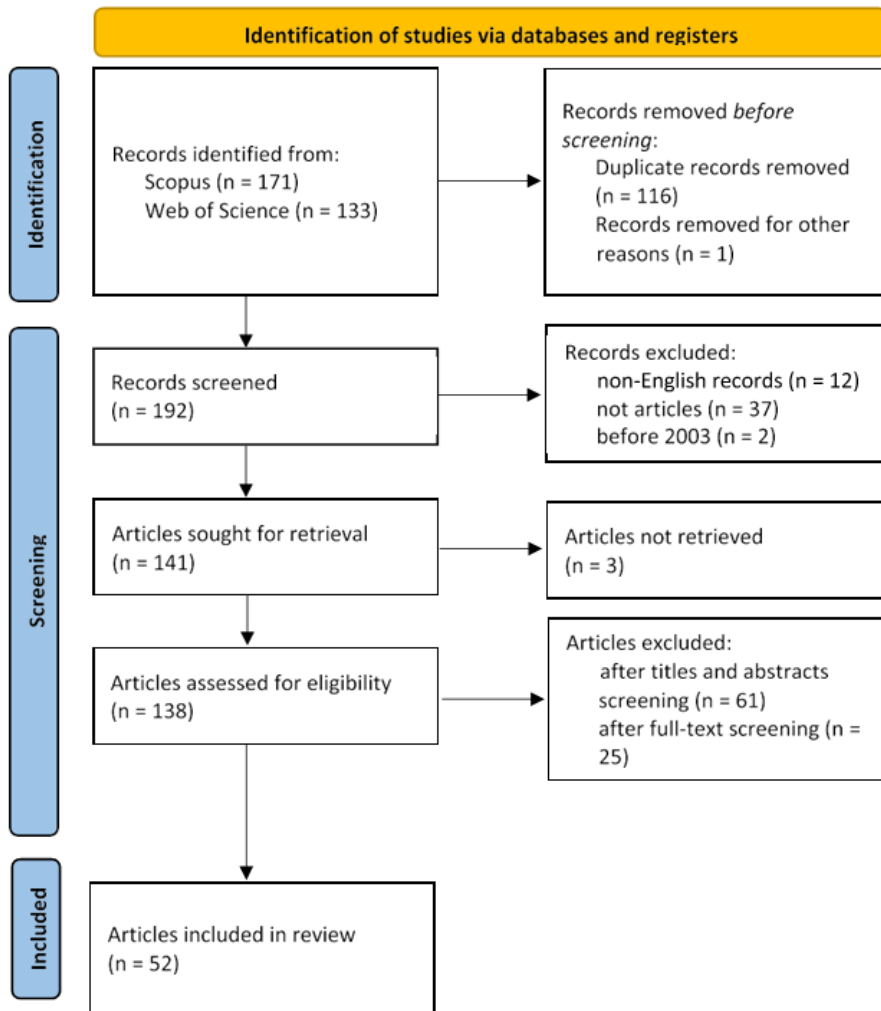 Identification of studies via databases and registers
Identification
Records identified from:
Scopus (n = 171)
Web of Science (n = 133)
Records removed before
screening:
Duplicate records removed
(n = 116)
Records removed for other
reasons (n = 1)
Screening
Records screened
(n = 192)
Records excluded:
non-English records (n = 12)
not articles (n = 37)
before 2003 (n = 2)
Articles sought for retrieval
(n = 141)
Articles not retrieved
(n = 3)
Articles assessed for eligibility
(n = 138)
Articles excluded:
after titles and abstracts
screening (n = 61)
after full-text screening (n =
25)
Included
Articles included in review
(n = 52)